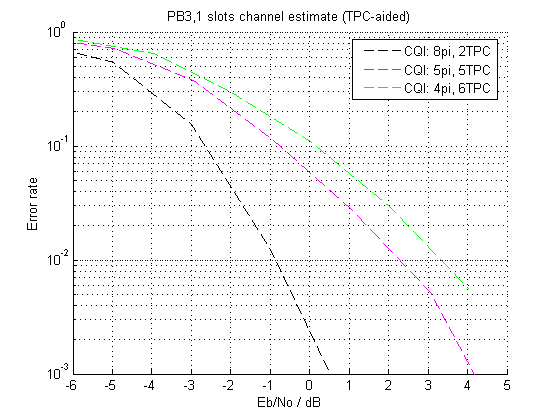 PB3,1 slots channel estimate (TPC-aided)
10^0
CQI: 8pi, 2TPC
CQI: 5pi, 5TPC
CQI: 4pi, 6TPC
10^-1
Error rate
10^-2
10^-3
-6 -5 -4 -3 -2 -1 0 1 2 3 4 5
Eb/No / dB